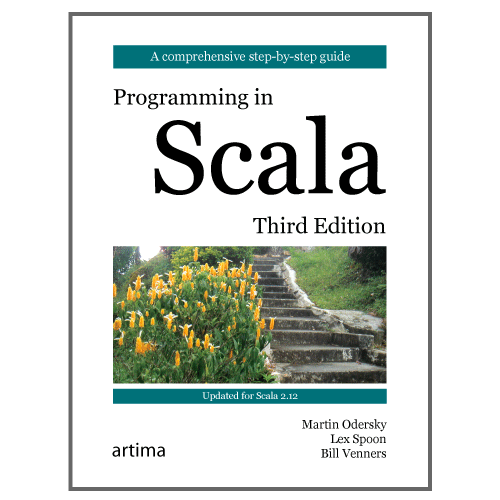 A comprehensive step-by-step guide
Programming in
Scala
Third Edition
Updated for Scala 2.12
Martin Odersky
Lex Spoon
Bill Venners
artima